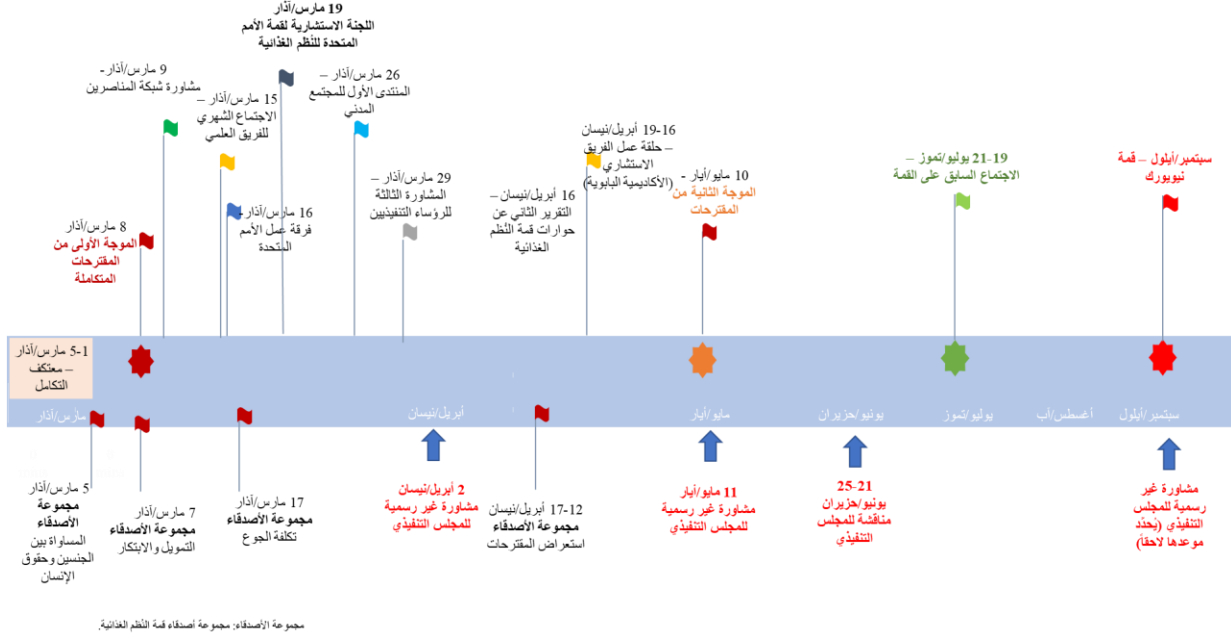 19 مارس/آذار
اللجنة الاستشارية لقمة الأمم
المتحدة للنُظم الغذائية
9 مارس/آذار-
مشاورة شبكة المناصرين
15 مارس/آذار –
الاجتماع الشهري
للفريق العلمي
26 مارس/آذار –
المنتدى الأول للمجتمع
المدني
16-19 أبريل/نيسان
– حلقة عمل الفريق
الاستشاري
(الأكاديمية البابوية)
19-21 يوليو/تموز –
الاجتماع السابق على القمة
سبتمبر/أيلول – قمة
نيويورك
8 مارس/آذار
الموجة الأولى من
المقترحات
المتكاملة
16 مارس/آذار-
فرقة عمل الأمم
المتحدة
29 مارس/آذار –
المشاورة الثالثة
للرؤساء التنفيذيين
16 أبريل/نيسان –
التقرير الثاني عن
حوارات قمة النُظم
الغذائية
10 مايو/أيار -
الموجة الثانية من
المقترحات
1-5 مارس/آذار
– معتكف
التكامل
مارس/آذار
أبريل/نيسان
مايو/أيار
يونيو/حزيران
يوليو/تموز
أغسطس/آب
سبتمبر/أيلول
5 مارس/آذار
مجموعة
الأصدقاء
المساواة بين
الجنسين وحقوق
الإنسان
7 مارس/آذار
مجموعة الأصدقاء
التمويل والابتكار
17 مارس/آذار
مجموعة الأصدقاء
تكلفة الجوع
2 أبريل/نيسان
مشاورة غير رسمية
للمجلس التنفيذي
12-17 أبريل/نيسان
مجموعة الأصدقاء
استعراض المقترحات
11 مايو/أيار
مشاورة غير رسمية
للمجلس التنفيذي
21-25
يونيو/حزيران
مناقشة للمجلس
التنفيذي
مشاورة غير
رسمية للمجلس
التنفيذي (يُحدّد
موعدها لاحقاً)
مجموعة الأصدقاء: مجموعة أصدقاء قمة النُظم الغذائية.